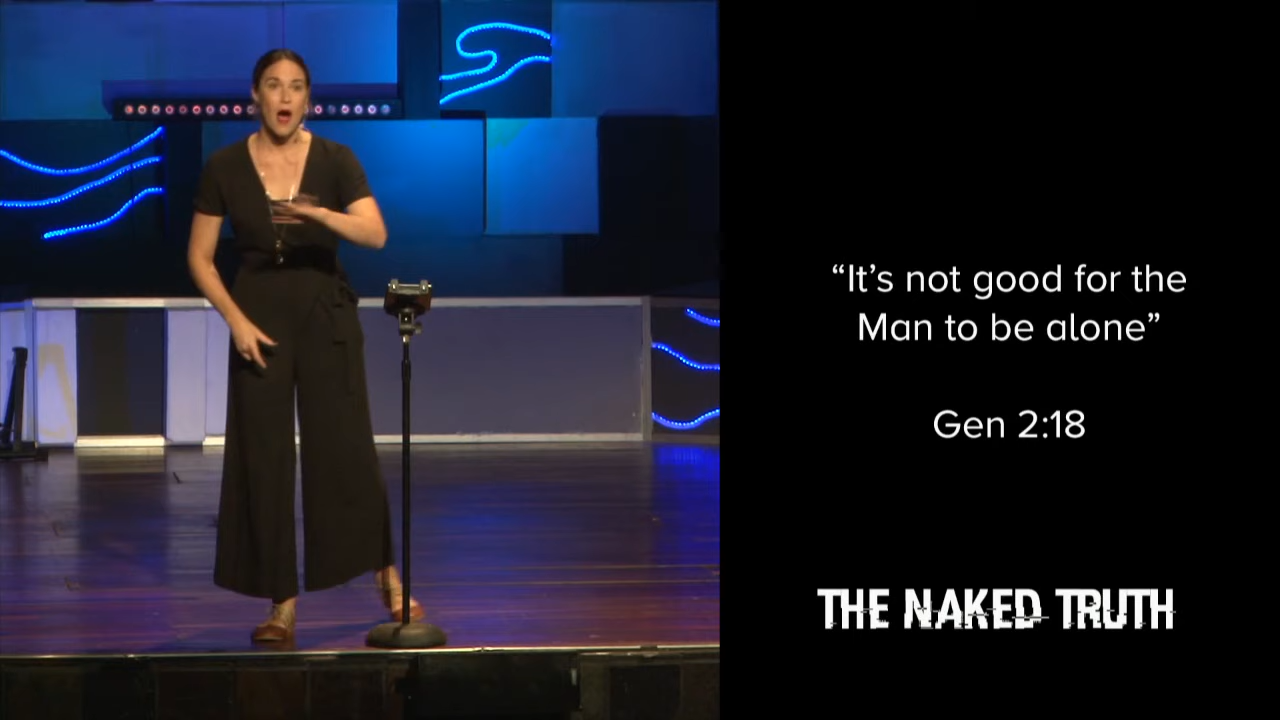 “It’s not good for the
Man to be alone”
Gen 2:18
THE NAKED TRUTH